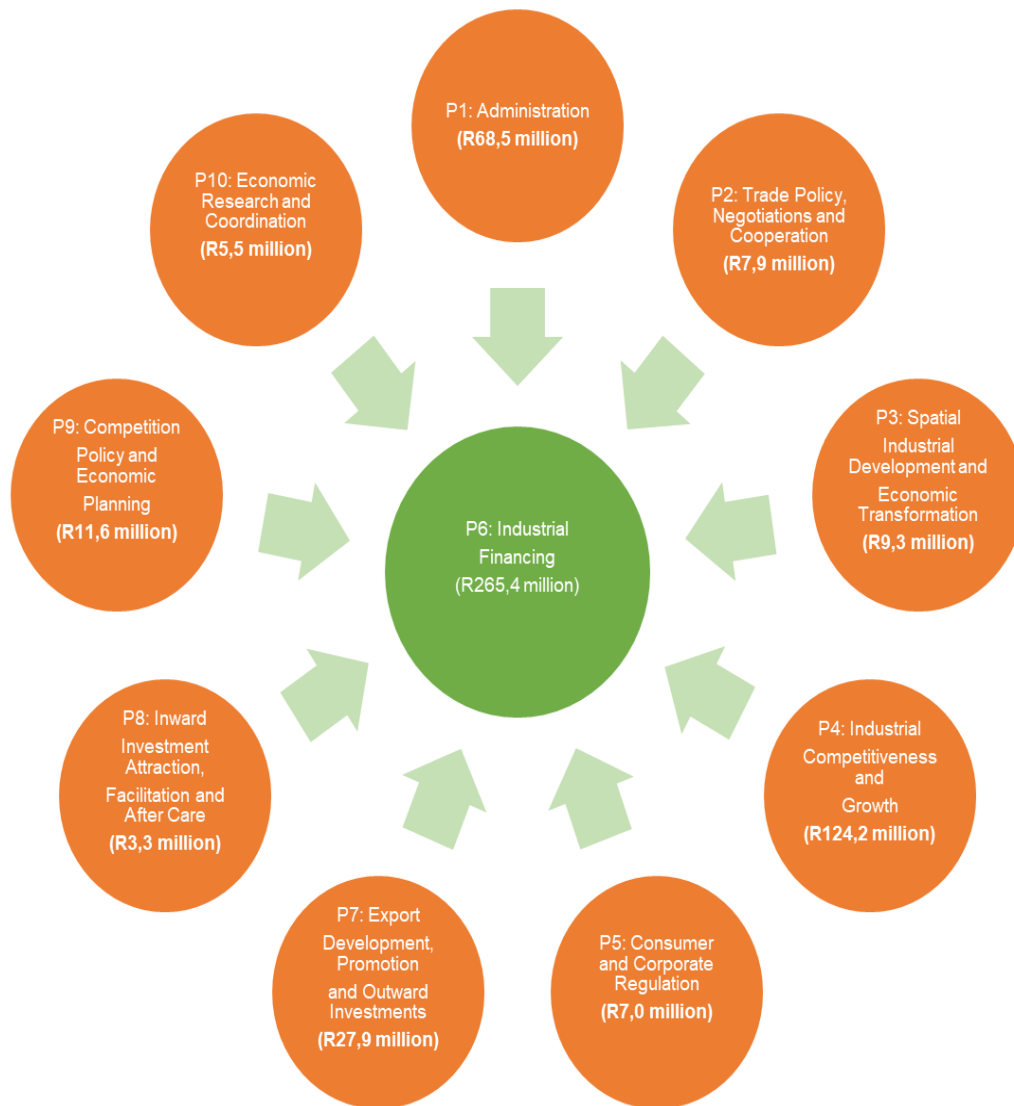 P1: Administration
(R68,5 million)
P2: Trade Policy,
Negotiations and
Cooperation
(R7,9 million)
P3: Spatial
Industrial
Development and
Economic
Transformation
(R9,3 million)
P4: Industrial
Competitiveness
and
Growth
(R124,2 million)
P5: Consumer
and Corporate
Regulation
(R7,0 million)
P7: Export
Development,
Promotion
and Outward
Investments
(R27,9 million)
P8: Inward
Investment
Attraction,
Facilitation and
After Care
(R3,3 million)
P9: Competition
Policy and
Economic
Planning
(R11,6 million)
P10: Economic
Research and
Coordination
(R5,5 million)
P6: Industrial
Financing
(R265,4 million)